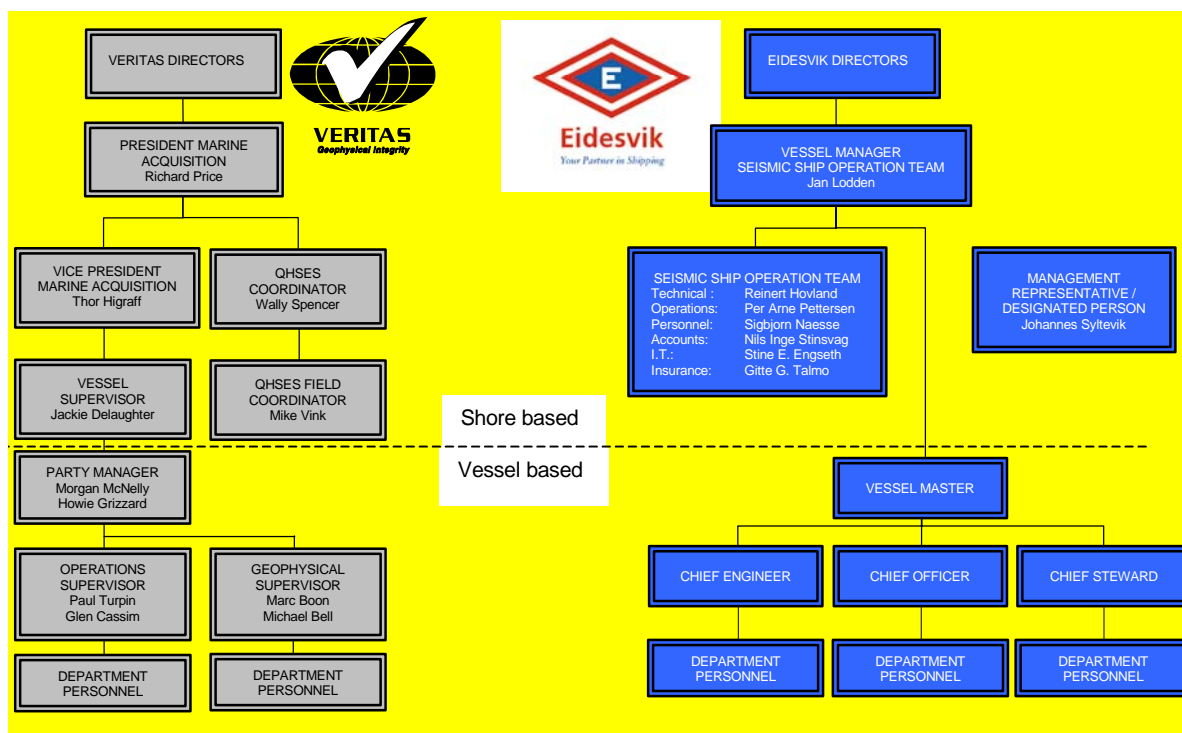 VERITAS DIRECTORS
PRESIDENT MARINE
ACQUISITION
Richard Price
VICE PRESIDENT
MARINE ACQUISITION
Thor Higraff
QHSES
COORDINATOR
Wally Spencer
VESSEL
SUPERVISOR
Jackie Delaughter
QHSES FIELD
COORDINATOR
Mike Vink
PARTY MANAGER
Morgan McNelly
Howie Grizzard
OPERATIONS
SUPERVISOR
Paul Turpin
Glen Cassim
GEOPHYSICAL
SUPERVISOR
Marc Boon
Michael Bell
DEPARTMENT
PERSONNEL
DEPARTMENT
PERSONNEL
VERITAS
Geophysical Integrity
E
Eidesvik
Your Partner in Shipping
Shore based
Vessel based
EIDESVIK DIRECTORS
VESSEL MANAGER
SEISMIC SHIP OPERATION TEAM
Jan Lodden
SEISMIC SHIP OPERATION TEAM
Technical : Reinert Hovland
Operations: Per Arne Pettersen
Personnel: Sigbjorn Naesse
Accounts: Nils Inge Stinsvag
I.T.: Stine E. Engseth
Insurance: Gitte G. Talmo
MANAGEMENT
REPRESENTATIVE /
DESIGNATED PERSON
Johannes Syltevik
VESSEL MASTER
CHIEF ENGINEER
CHIEF OFFICER
CHIEF STEWARD
DEPARTMENT
PERSONNEL
DEPARTMENT
PERSONNEL
DEPARTMENT
PERSONNEL